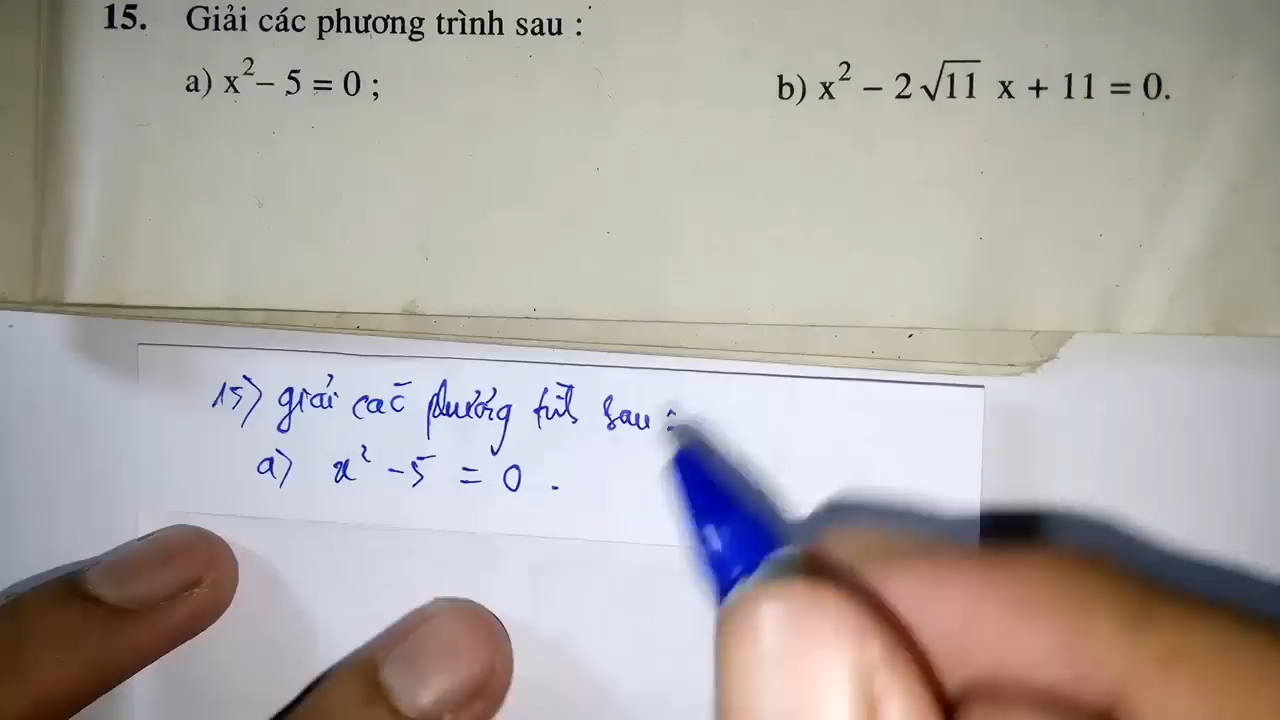 15. Giải các phương trình sau :
a) x² – 5 = 0 ;
b) x² – 2√11 x + 11 = 0.
15) giải các phương trình sau :
a) x² – 5 = 0 .